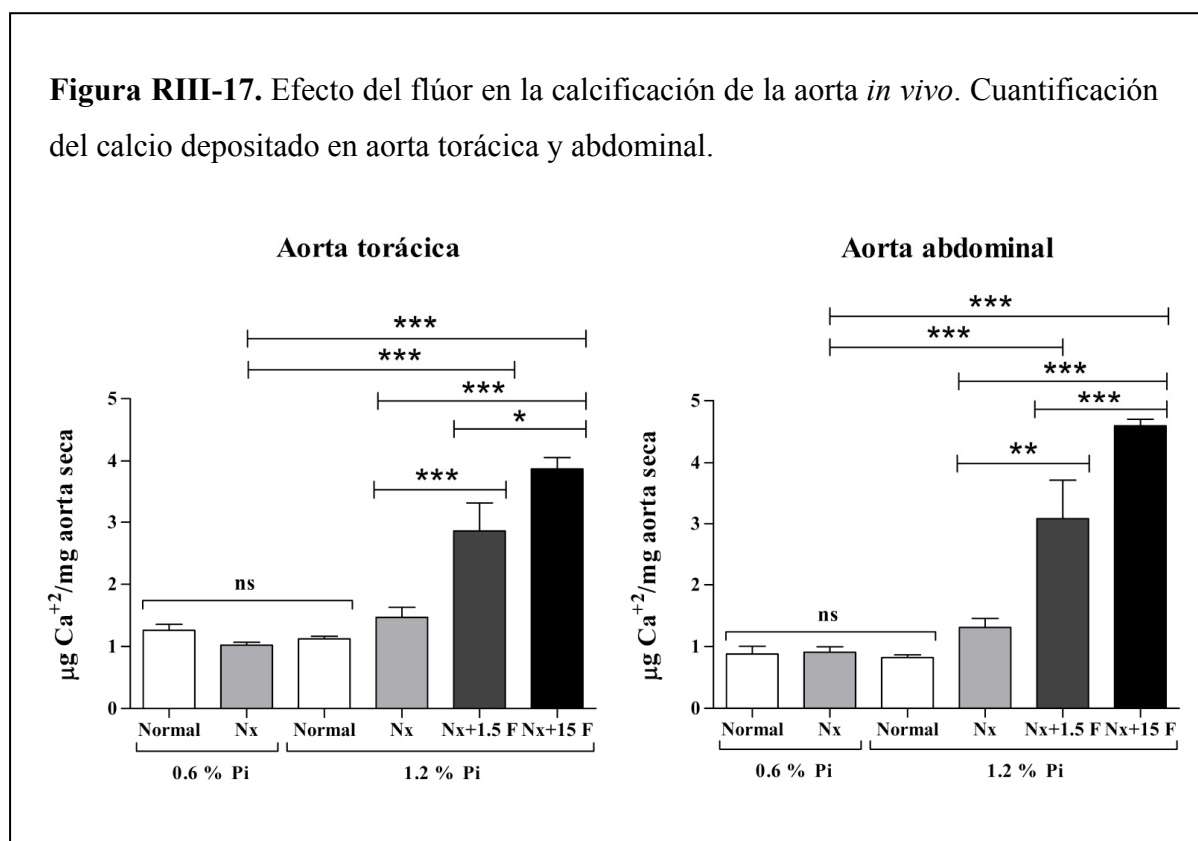 Figura RIII-17. Efecto del flúor en la calcificación de la aorta in vivo. Cuantificación
del calcio depositado en aorta torácica y abdominal.
Aorta torácica
***
***
***
*
***
ns
µg Ca+2/mg aorta seca
5
4
3
2
1
0
Normal Nx Normal Nx Nx+1.5 F Nx+15 F
0.6 % Pi 1.2 % Pi
Aorta abdominal
***
***
***
***
**
ns
µg Ca+2/mg aorta seca
5
4
3
2
1
0
Normal Nx Normal Nx Nx+1.5 F Nx+15 F
0.6 % Pi 1.2 % Pi